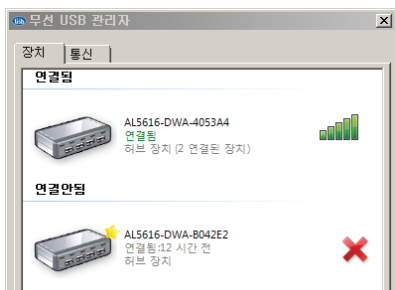 무선 USB 관리자
장치
통신
연결됨
AL5616-DWA-4053A4
연결됨
허브 장치 (2 연결된 장치)
연결안됨
AL5616-DWA-B042E2
연결됨:12 시간 전
허브 장치